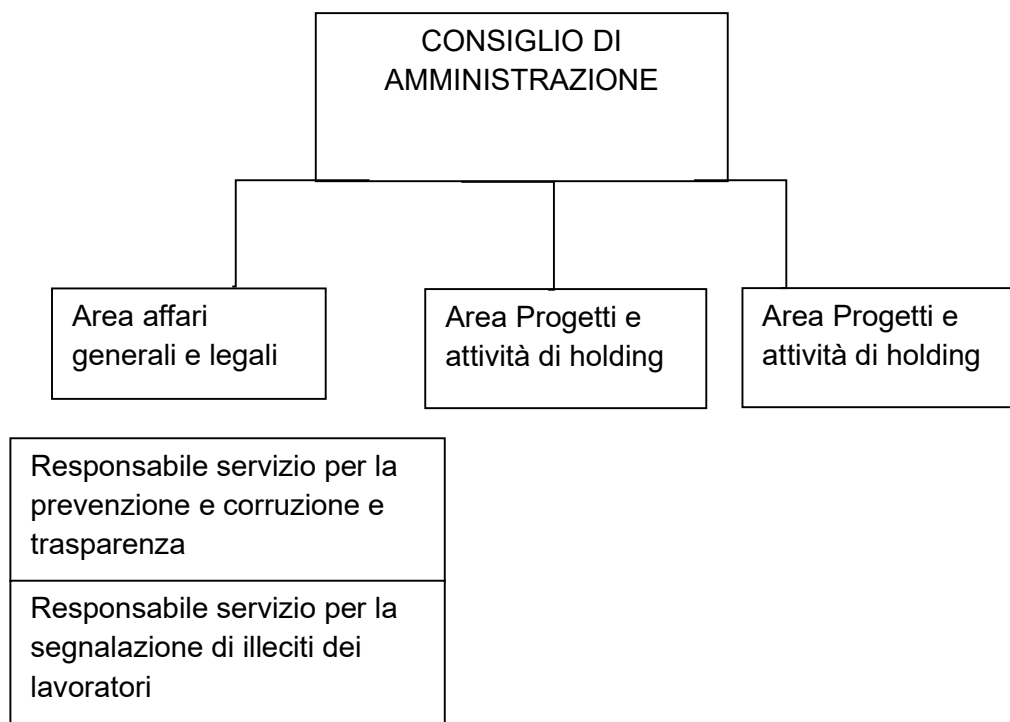 CONSIGLIO DI
AMMINISTRAZIONE
Area affari
generali e legali
Area Progetti e
attività di holding
Area Progetti e
attività di holding
Responsabile servizio per la
prevenzione e corruzione e
trasparenza
Responsabile servizio per la
segnalazione di illeciti dei
lavoratori